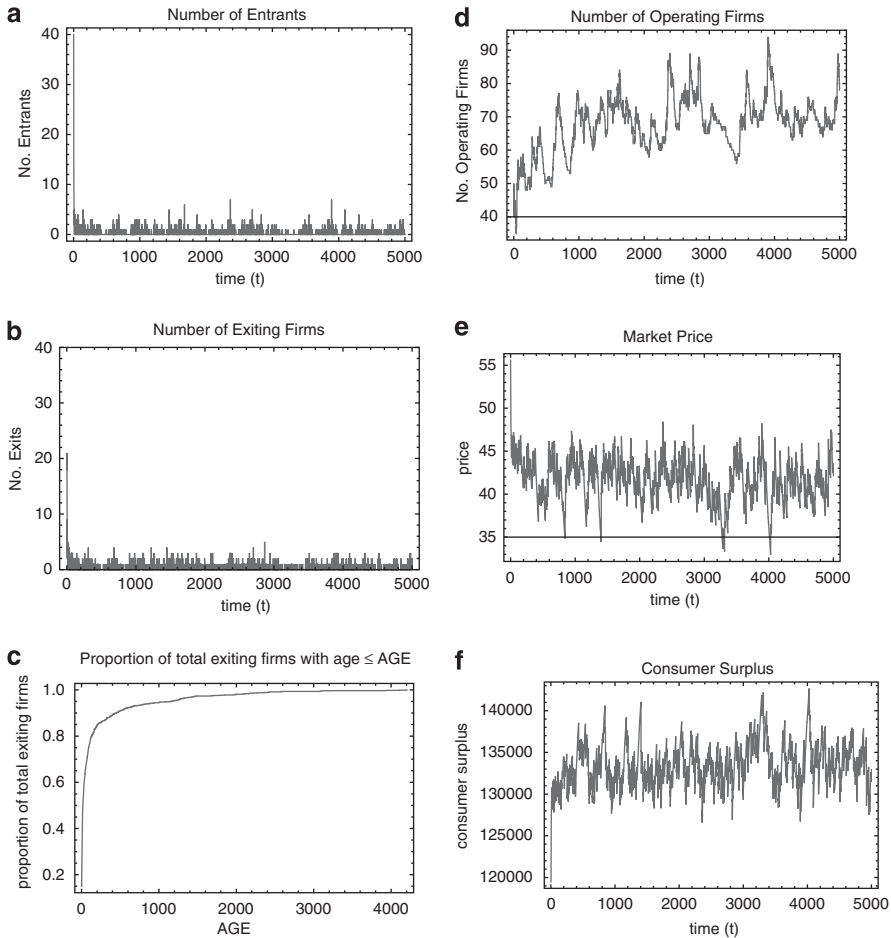 a
Number of Entrants
40
30
20
10
0
No. Entrants
0 1000 2000 3000 4000 5000
time (t)
b
Number of Exiting Firms
40
30
20
10
0
No. Exits
0 1000 2000 3000 4000 5000
time (t)
c
Proportion of total exiting firms with age ≤ AGE
1.0
0.8
0.6
0.4
0.2
proportion of total exiting firms
0 1000 2000 3000 4000
AGE
d
Number of Operating Firms
90
80
70
60
50
40
No. Operating Firms
0 1000 2000 3000 4000 5000
time (t)
e
Market Price
55
50
45
40
35
price
0 1000 2000 3000 4000 5000
time (t)
f
Consumer Surplus
140000
135000
130000
125000
120000
consumer surplus
0 1000 2000 3000 4000 5000
time (t)